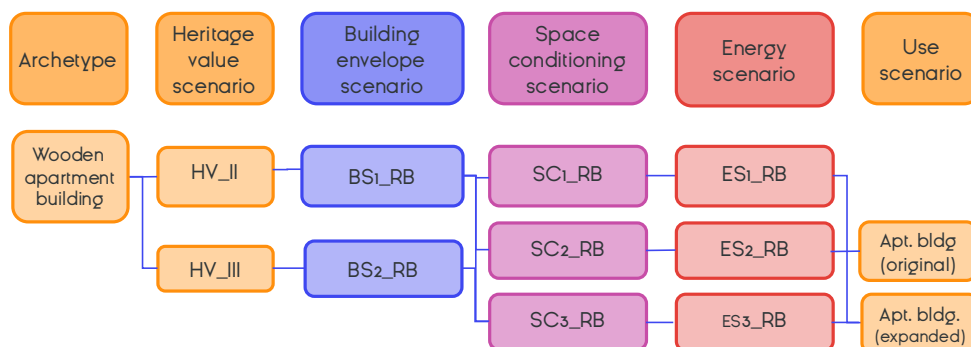 Archetype
Heritage
value
scenario
Building
envelope
scenario
Space
conditioning
scenario
Energy
scenario
Use
scenario
Wooden
apartment
building
HV_II
BS1_RB
SC1_RB
ES1_RB
SC2_RB
ES2_RB
Apt. bldg
(original)
HV_III
BS2_RB
SC3_RB
ES3_RB
Apt. bldg.
(expanded)